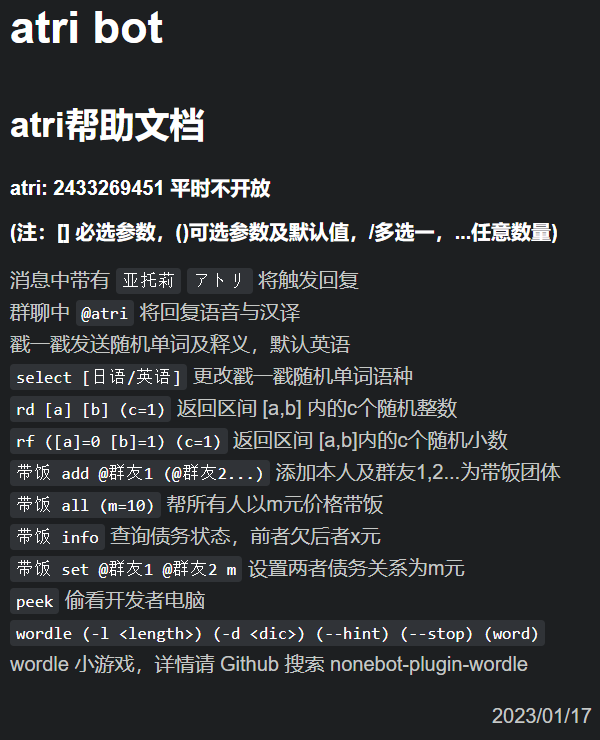 atri bot
atri帮助文档
atri: 2433269451 平时不开放
(注：[] 必选参数，()可选参数及默认值，/多选一，...任意数量)
消息中带有 亚托莉 アトリ 将触发回复
群聊中 @atri 将回复语音与汉译
戳一戳发送随机单词及释义，默认英语
select [日语/英语] 更改戳一戳随机单词语种
rd [a] [b] (c=1) 返回区间 [a,b] 内的c个随机整数
rf ([a]=0 [b]=1) (c=1) 返回区间 [a,b]内的c个随机小数
带饭 add @群友1 (@群友2...) 添加本人及群友1,2...为带饭团体
带饭 all (m=10) 帮所有人以m元价格带饭
带饭 info 查询债务状态，前者欠后者x元
带饭 set @群友1 @群友2 m 设置两者债务关系为m元
peek 偷看开发者电脑
wordle (-l <length>) (-d <dic>) (--hint) (--stop) (word)
wordle 小游戏，详情请 Github 搜索 nonebot-plugin-wordle
2023/01/17